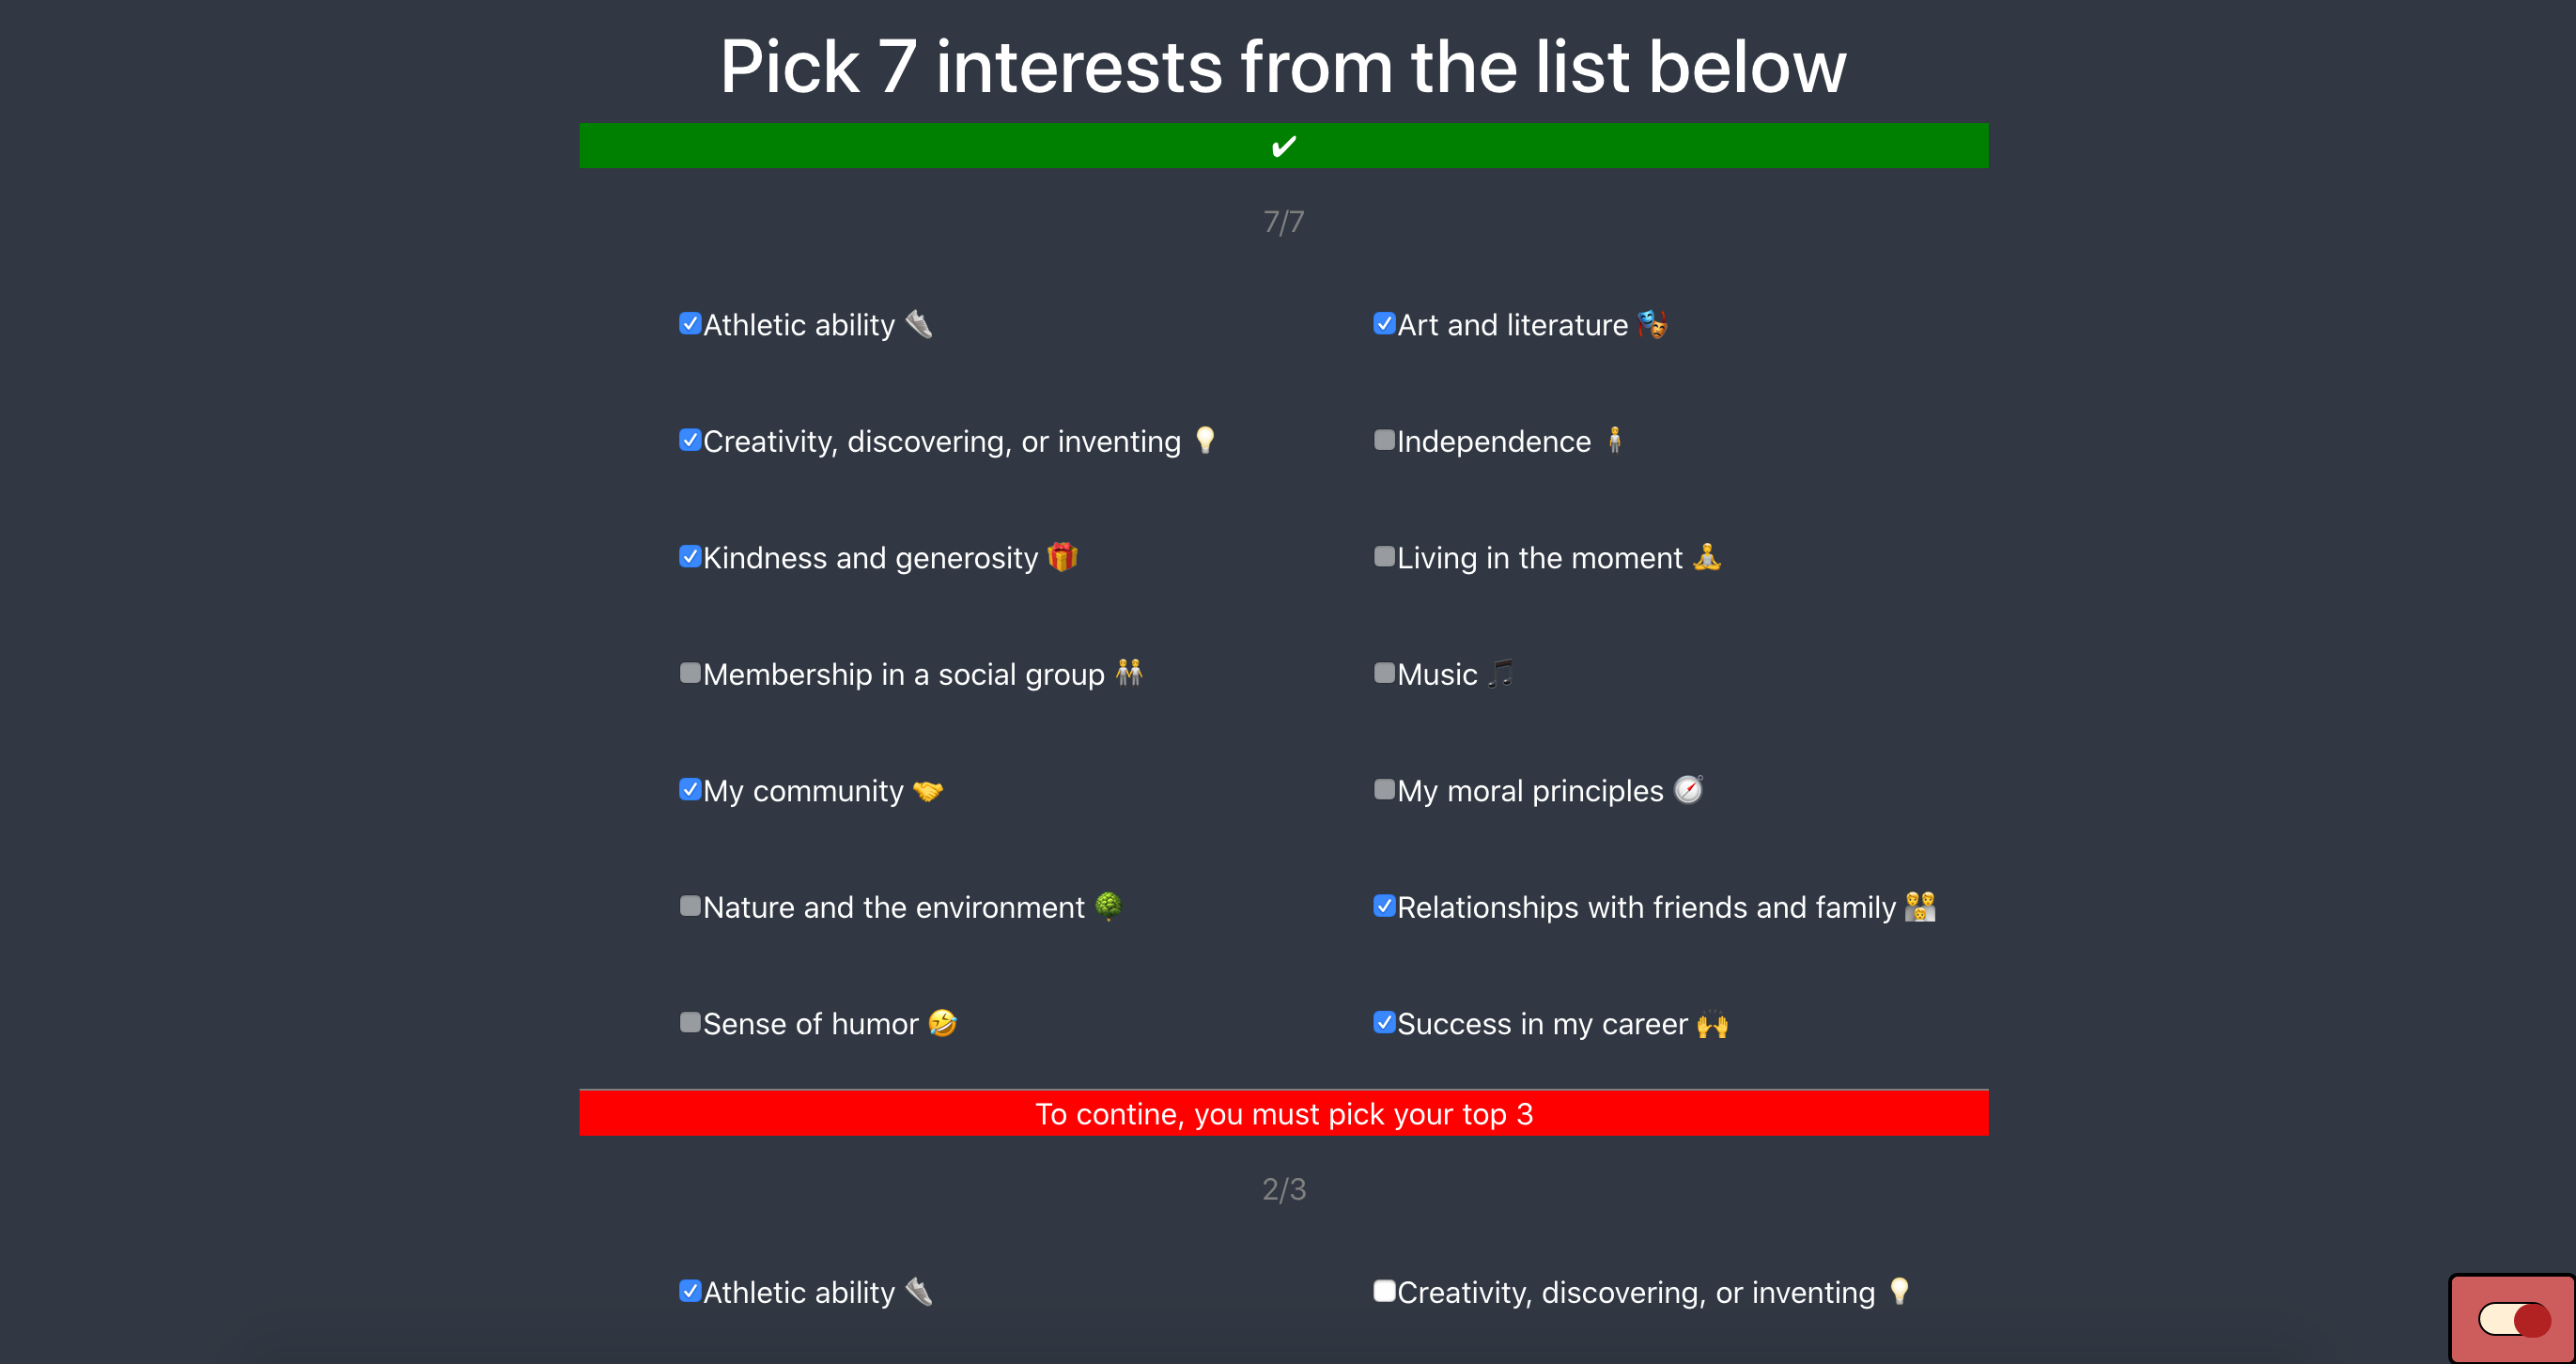 Pick 7 interests from the list below
✔
7/7
Athletic ability 👟
Art and literature 🎭
Creativity, discovering, or inventing 💡
Independence 🧍
Kindness and generosity 🎁
Living in the moment 🧘
Membership in a social group 🧑‍🤝‍🧑
Music 🎵
My community 🤝
My moral principles 🧭
Nature and the environment 🌳
Relationships with friends and family 👨‍👨‍👦
Sense of humor 🤣
Success in my career 🙌
To contine, you must pick your top 3
2/3
Athletic ability 👟
Creativity, discovering, or inventing 💡